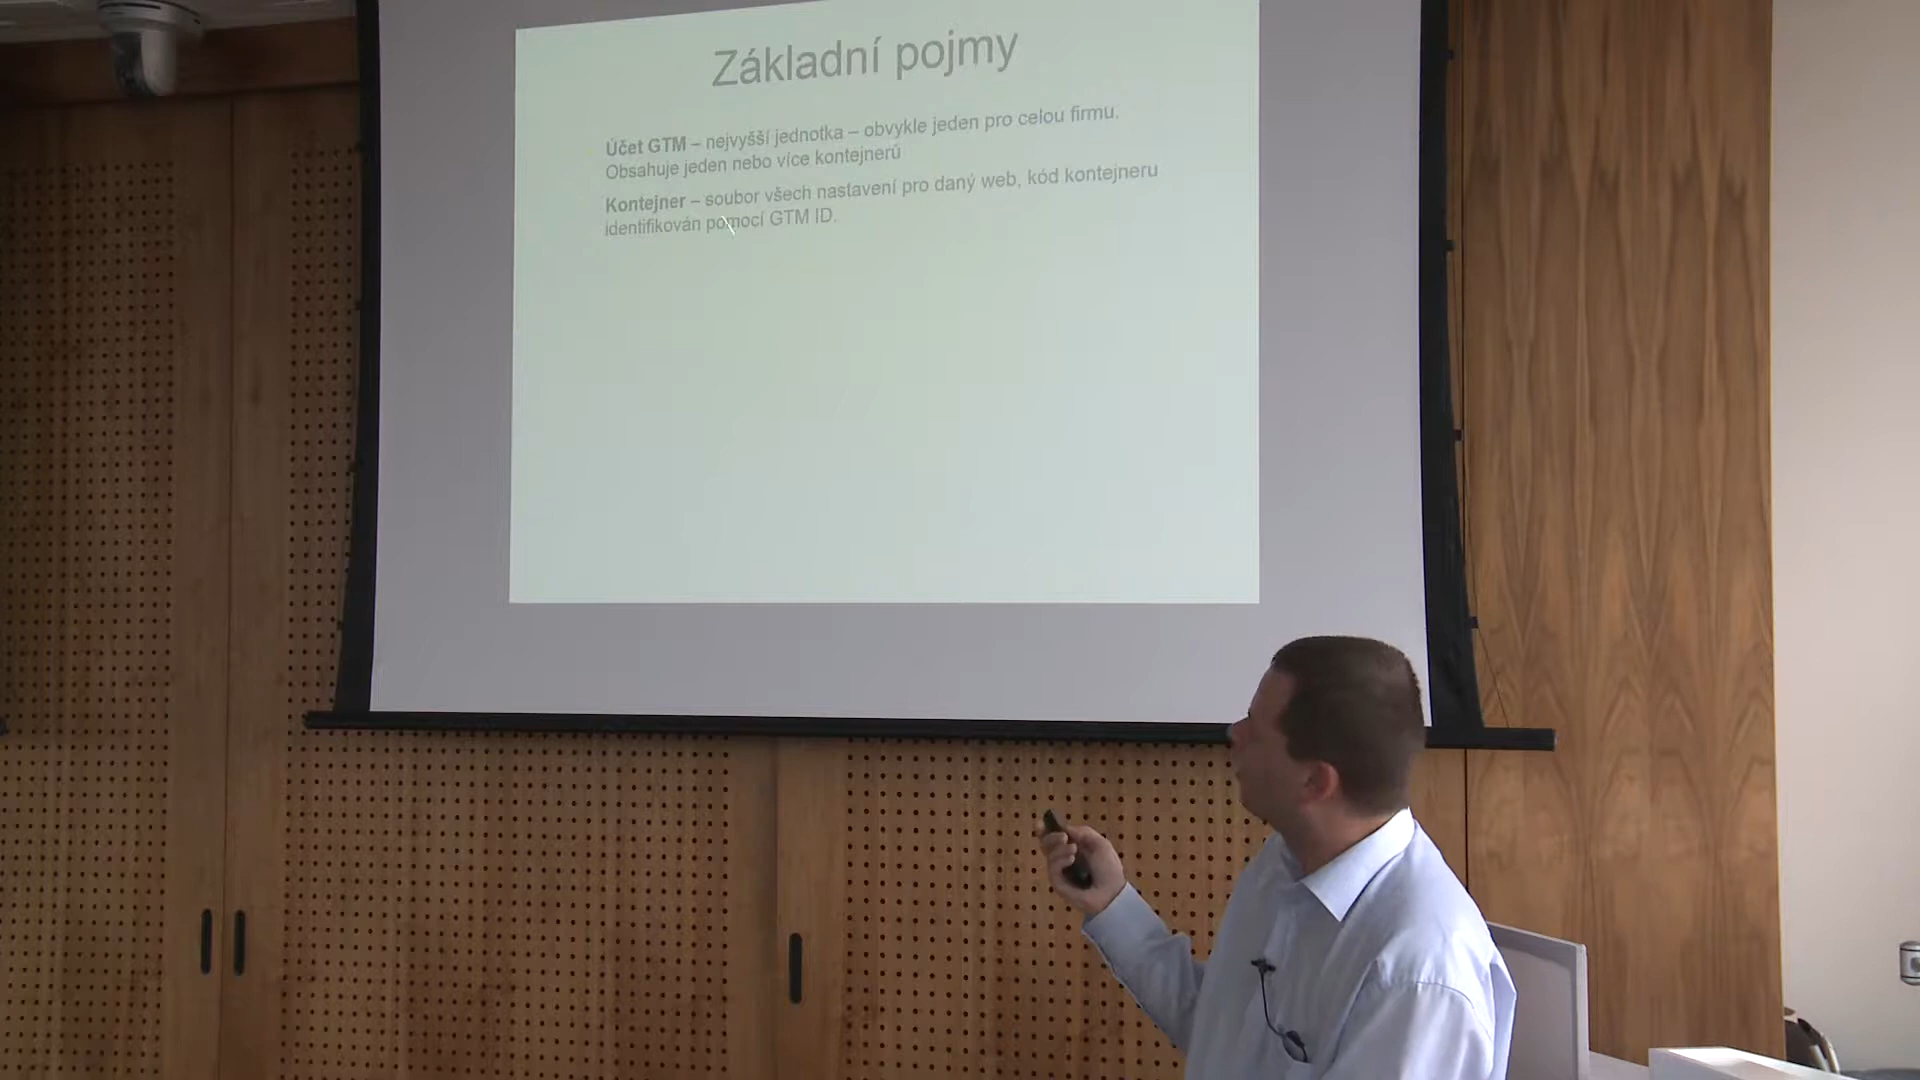 Základní pojmy
Účet GTM – nejvyšší jednotka – obvykle jeden pro celou firmu.
Obsahuje jeden nebo více kontejnerů
Kontejner – soubor všech nastavení pro daný web, kód kontejneru
identifikován pomocí GTM ID.